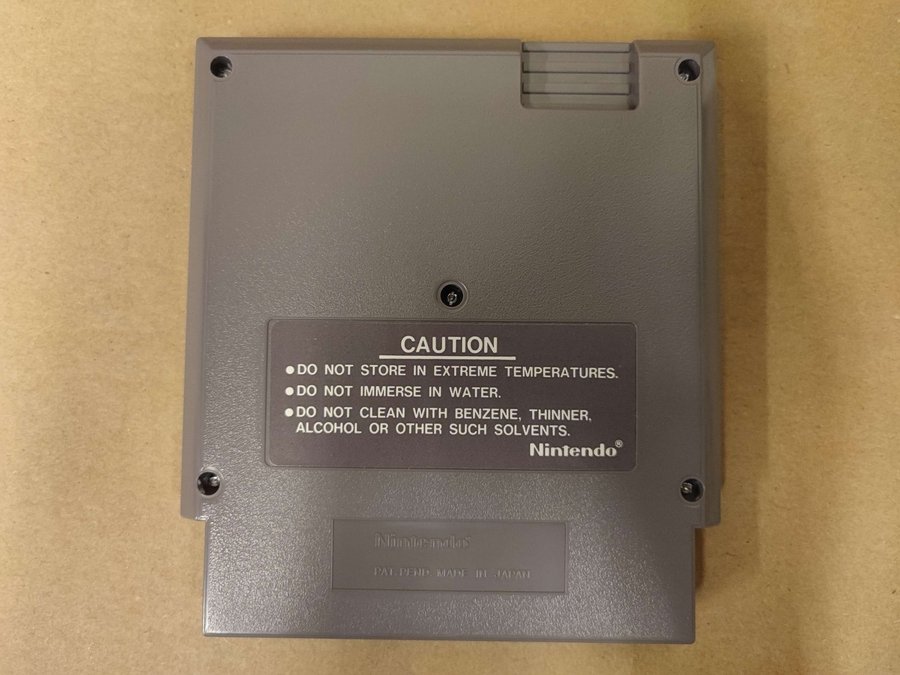 CAUTION
●DO NOT STORE IN EXTREME TEMPERATURES.
●DO NOT IMMERSE IN WATER.
●DO NOT CLEAN WITH BENZENE, THINNER,
ALCOHOL OR OTHER SUCH SOLVENTS.
Nintendo®
Nintendo®
PAT. PEND. MADE IN JAPAN